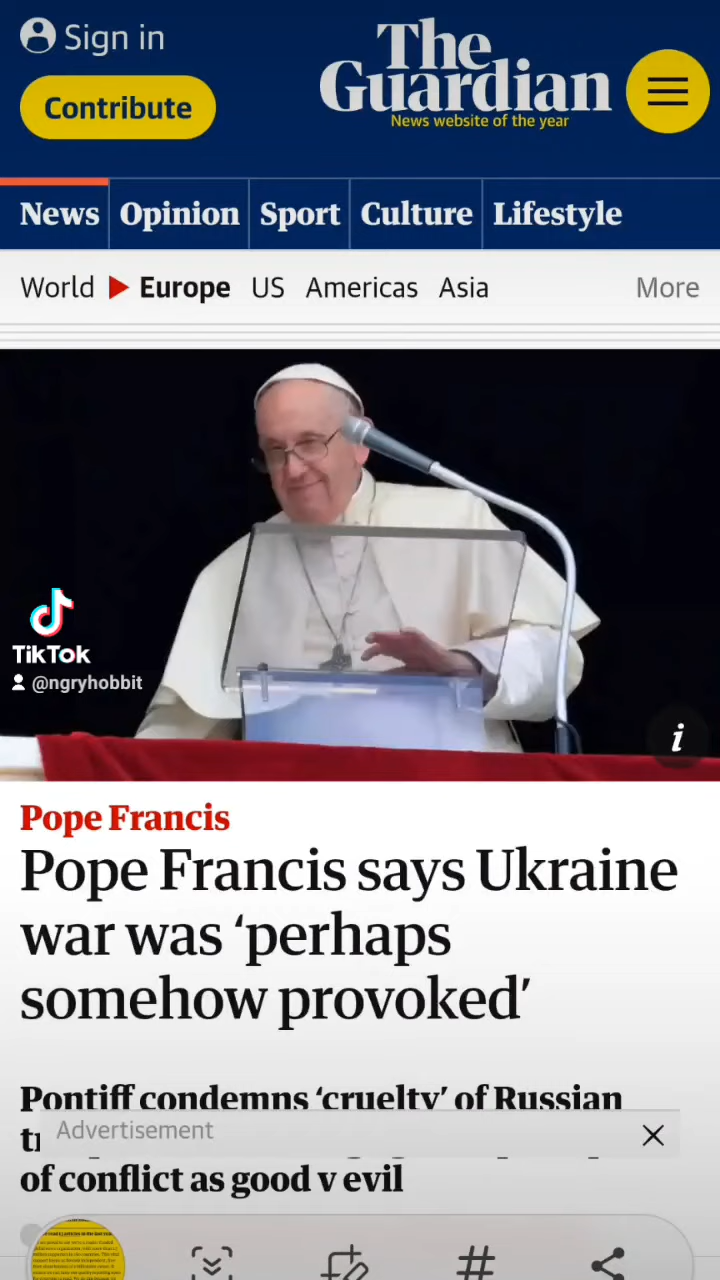 Sign in
Contribute
The
Guardian
News website of the year
News Opinion Sport Culture Lifestyle
World Europe US Americas Asia More
TikTok
@ngryhobbit
i
Pope Francis
Pope Francis says Ukraine
war was ‘perhaps
somehow provoked’
Pontiff condemns ‘cruelty’ of Russian
Advertisement
of conflict as good v evil
#